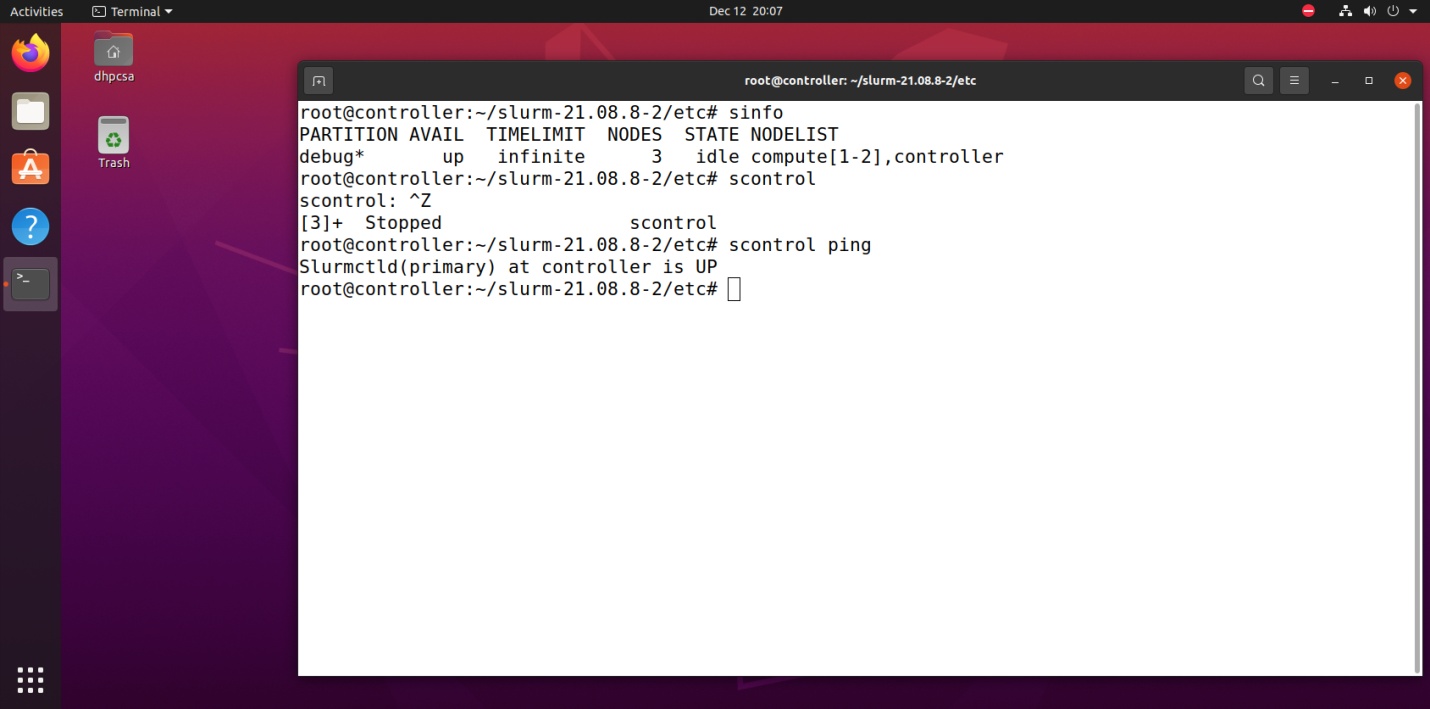 Activities
Terminal
Dec 12 20:07
dhpcsa
Trash
root@controller: ~/slurm-21.08.8-2/etc
root@controller:~/slurm-21.08.8-2/etc# sinfo
PARTITION AVAIL  TIMELIMIT  NODES  STATE NODELIST
debug*       up   infinite      3   idle compute[1-2],controller
root@controller:~/slurm-21.08.8-2/etc# scontrol
scontrol: ^Z
[3]+  Stopped                 scontrol
root@controller:~/slurm-21.08.8-2/etc# scontrol ping
Slurmctld(primary) at controller is UP
root@controller:~/slurm-21.08.8-2/etc#